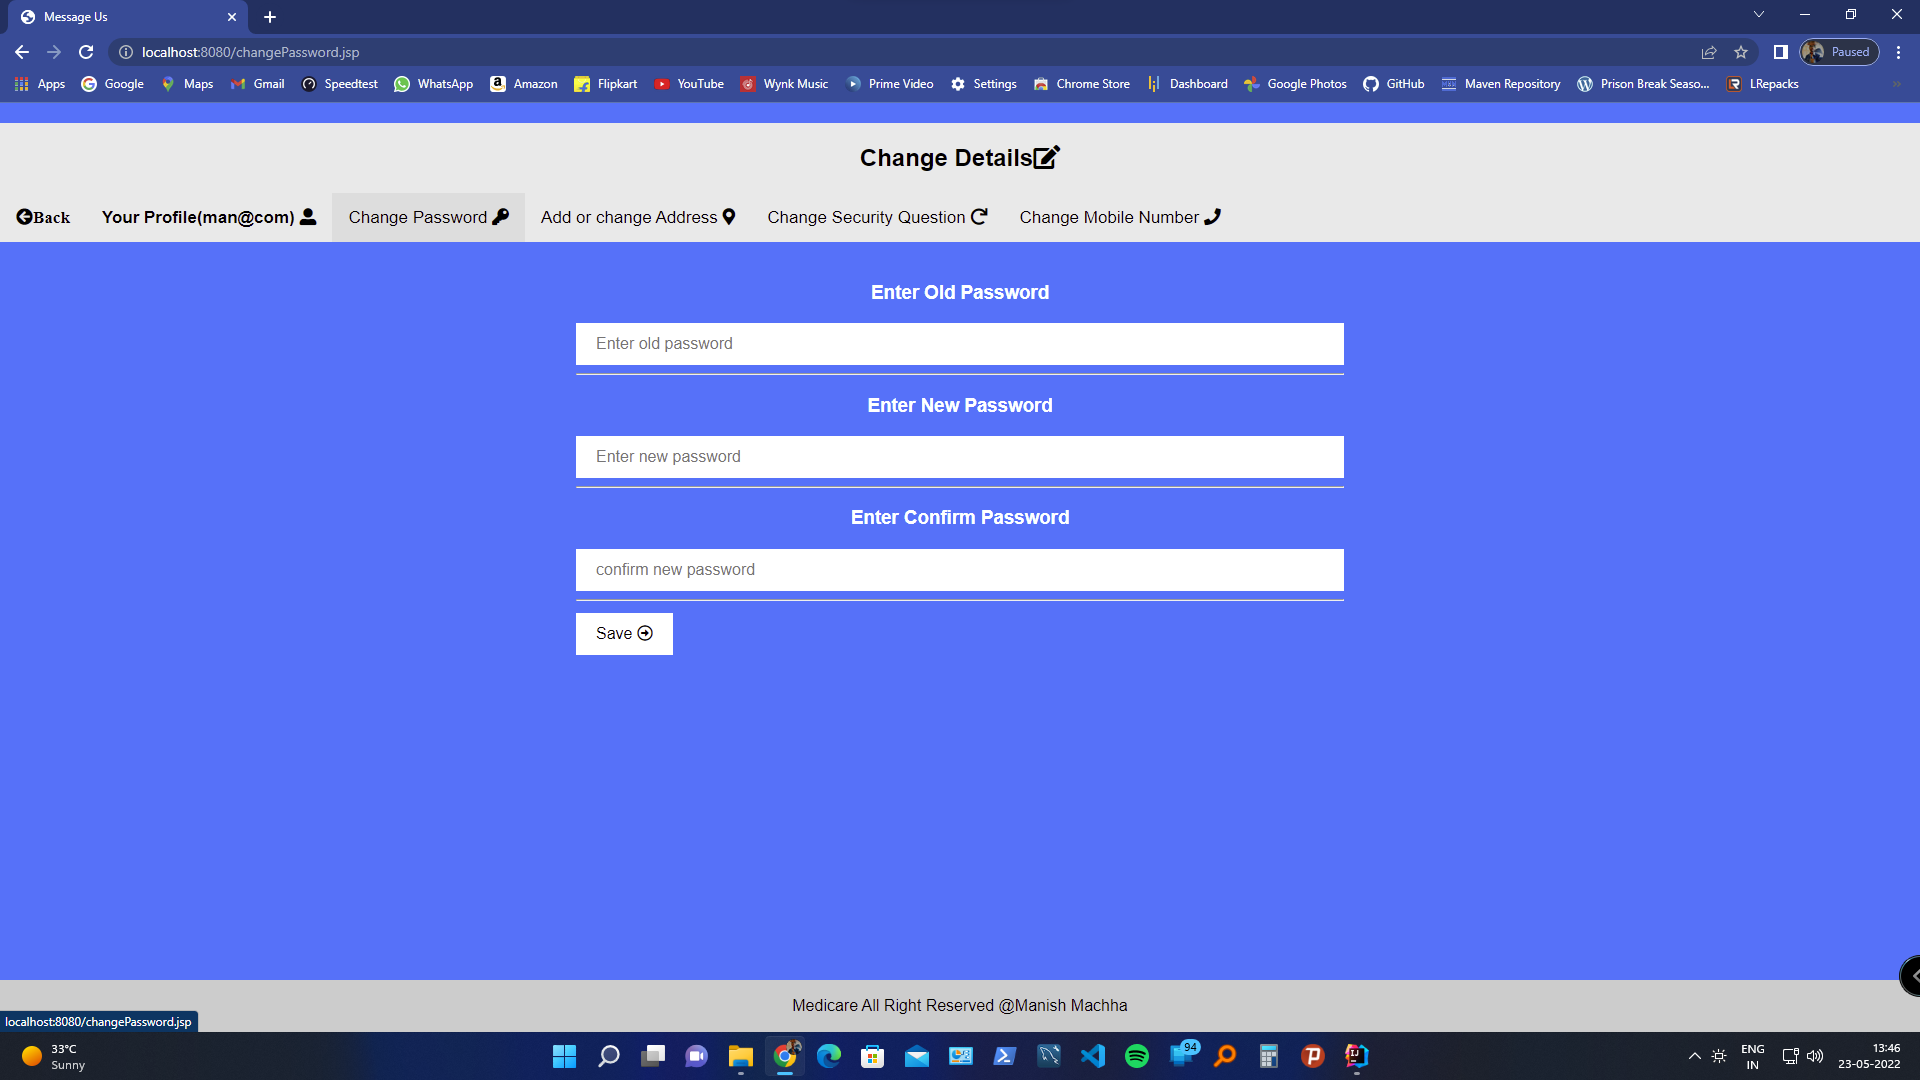 Message Us
localhost:8080/changePassword.jsp
Paused
Apps Google Maps Gmail Speedtest WhatsApp Amazon Flipkart YouTube Wynk Music Prime Video Settings Chrome Store Dashboard Google Photos GitHub Maven Repository Prison Break Seaso... LRepacks
Change Details
Back Your Profile(man@com) Change Password Add or change Address Change Security Question Change Mobile Number
Enter Old Password
Enter old password
Enter New Password
Enter new password
Enter Confirm Password
confirm new password
Save
Medicare All Right Reserved @Manish Machha
localhost:8080/changePassword.jsp
33°C
Sunny
94
ENG
IN
13:46
23-05-2022